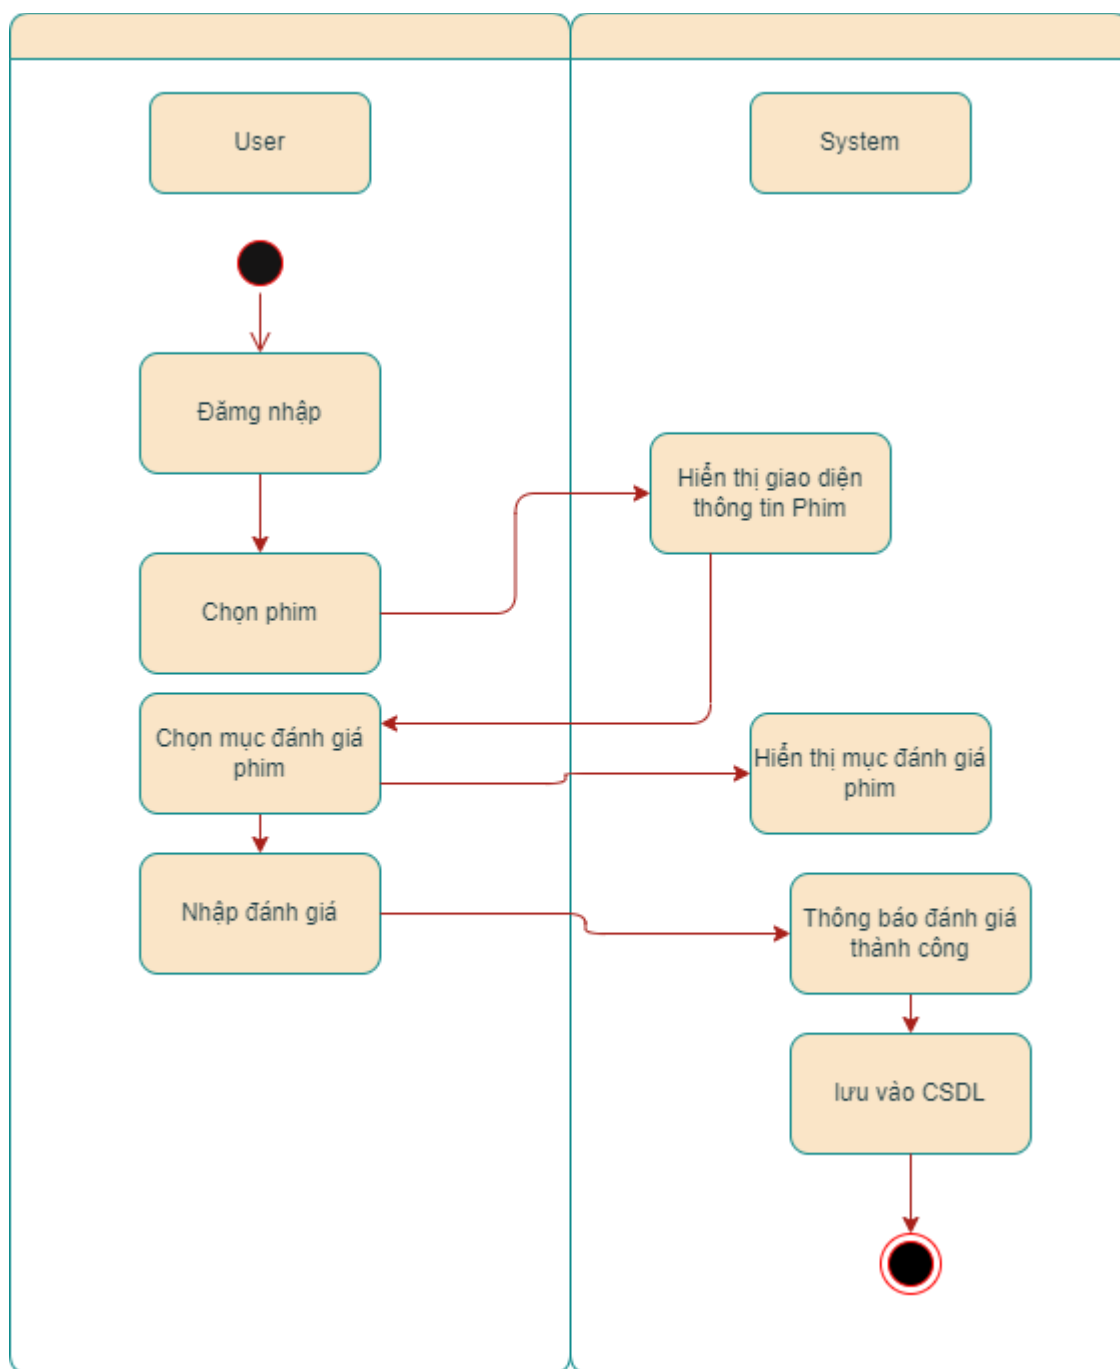 User
System
Đămg nhập
Hiển thị giao diện
thông tin Phim
Chọn phim
Chọn mục đánh giá
phim
Hiển thị mục đánh giá
phim
Nhập đánh giá
Thông báo đánh giá
thành công
lưu vào CSDL